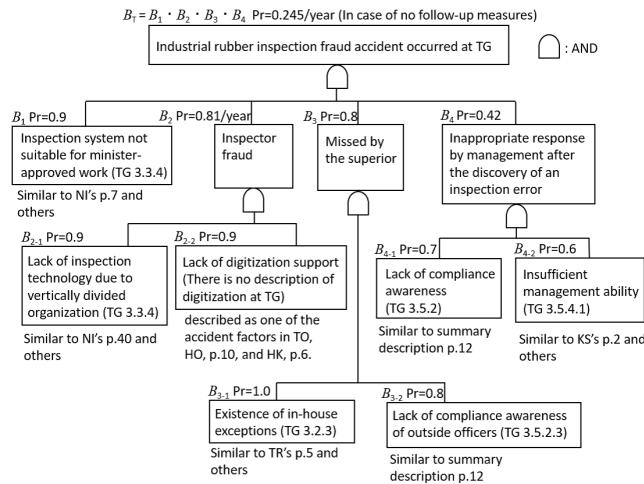 B_T = B_1・B_2・B_3・B_4 Pr=0.245/year (In case of no follow-up measures)
Industrial rubber inspection fraud accident occurred at TG
: AND
B_1 Pr=0.9
Inspection system not
suitable for minister-
approved work (TG 3.3.4)
Similar to NI's p.7 and
others
B_2 Pr=0.81/year
Inspector
fraud
B_3 Pr=0.8
Missed by
the superior
B_4 Pr=0.42
Inappropriate response
by management after
the discovery of an
inspection error
B_2-1 Pr=0.9
Lack of inspection
technology due to
vertically divided
organization (TG 3.3.4)
Similar to NI's p.40 and
others
B_2-2 Pr=0.9
Lack of digitization support
(There is no description of
digitization at TG)
described as one of the
accident factors in TO,
HO, p.10, and HK, p.6.
B_4-1 Pr=0.7
Lack of compliance
awareness
(TG 3.5.2)
Similar to summary
description p.12
B_4-2 Pr=0.6
Insufficient
management ability
(TG 3.5.4.1)
Similar to KS's p.2 and
others
B_3-1 Pr=1.0
Existence of in-house
exceptions (TG 3.2.3)
Similar to TR's p.5 and
others
B_3-2 Pr=0.8
Lack of compliance awareness
of outside officers (TG 3.5.2.3)
Similar to summary
description p.12